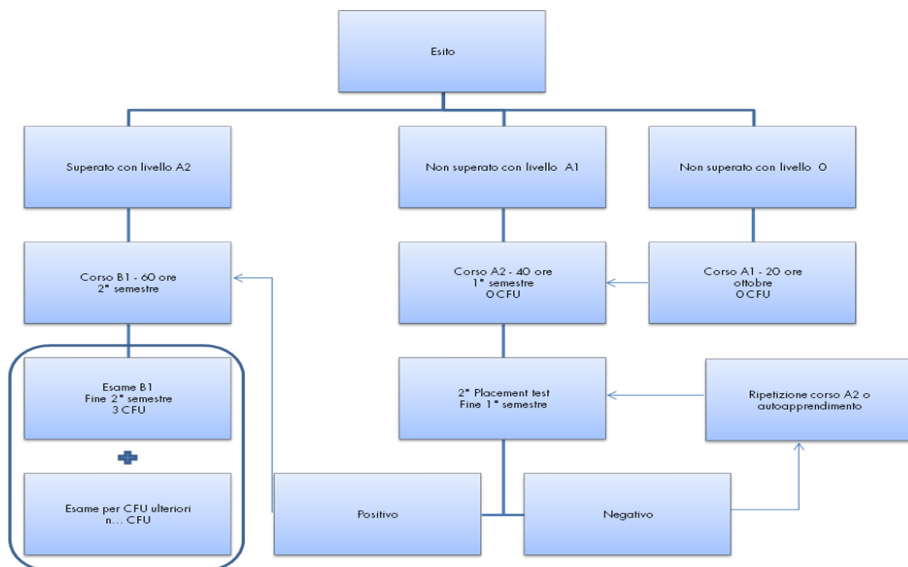 Esito
Superato con livello A2
Non superato con livello A1
Non superato con livello 0
Corso B1 - 60 ore
2° semestre
Corso A2 - 40 ore
1° semestre
0 CFU
Corso A1 - 20 ore
ottobre
0 CFU
Esame B1
Fine 2° semestre
3 CFU
2° Placement test
Fine 1° semestre
Ripetizione corso A2 o
autoapprendimento
Esame per CFU ulteriori
n... CFU
Positivo
Negativo